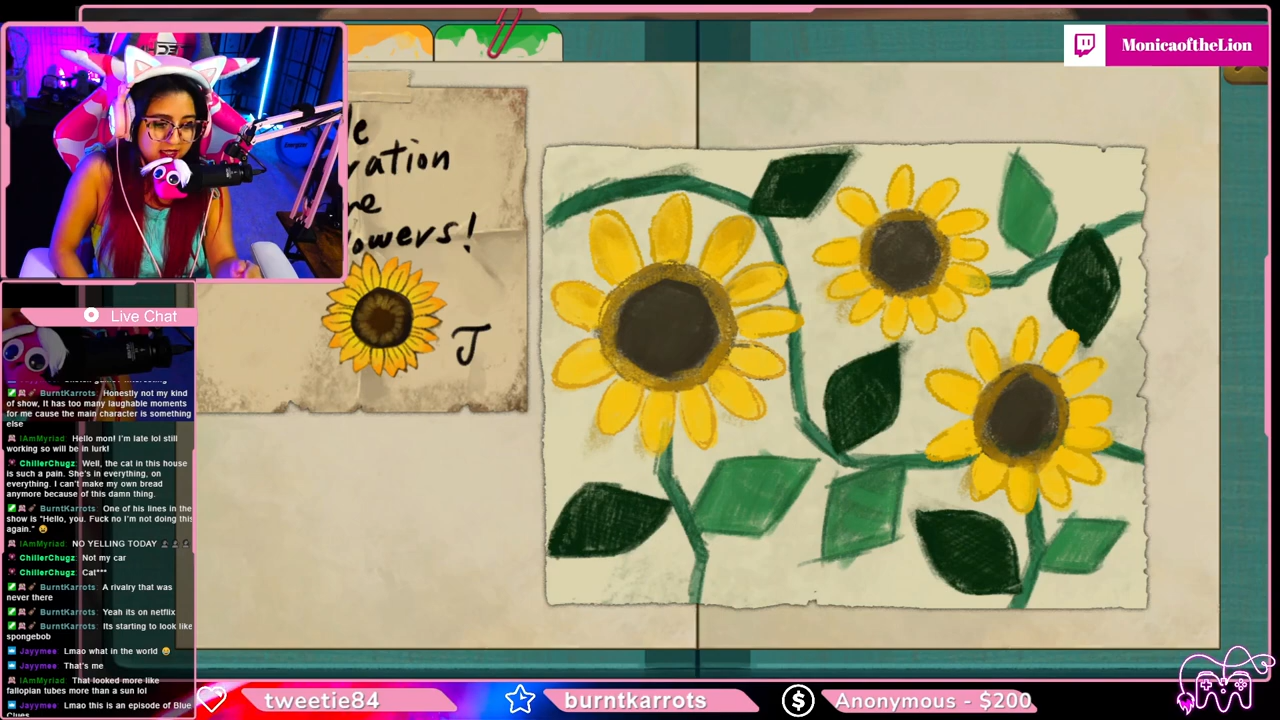 MonicaoftheLion
ration
owers!
J
Live Chat
BurntKarrots: Honestly not my kind
of show, It has too many laughable moments
for me cause the main character is something
else
IAmMyriad: Hello mon! I'm late lol still
working so will be in lurk!
ChillerChugz: Well, the cat in this house
is such a pain. She's in everything, on
everything. I can't make my own bread
anymore because of this damn thing.
BurntKarrots: One of his lines in the
show is "Hello, you. Fuck no I'm not doing this
again."
IAmMyriad: NO YELLING TODAY
ChillerChugz: Not my car
ChillerChugz: Cat***
BurntKarrots: A rivalry that was
never there
BurntKarrots: Yeah its on netflix
BurntKarrots: Its starting to look like
spongebob
Jayymee: Lmao what in the world
Jayymee: That's me
IAmMyriad: That looked more like
fallopian tubes more than a sun lol
Jayymee: Lmao this is an episode of Blue
Clues
tweetie84
burntkarrots
Anonymous - $200